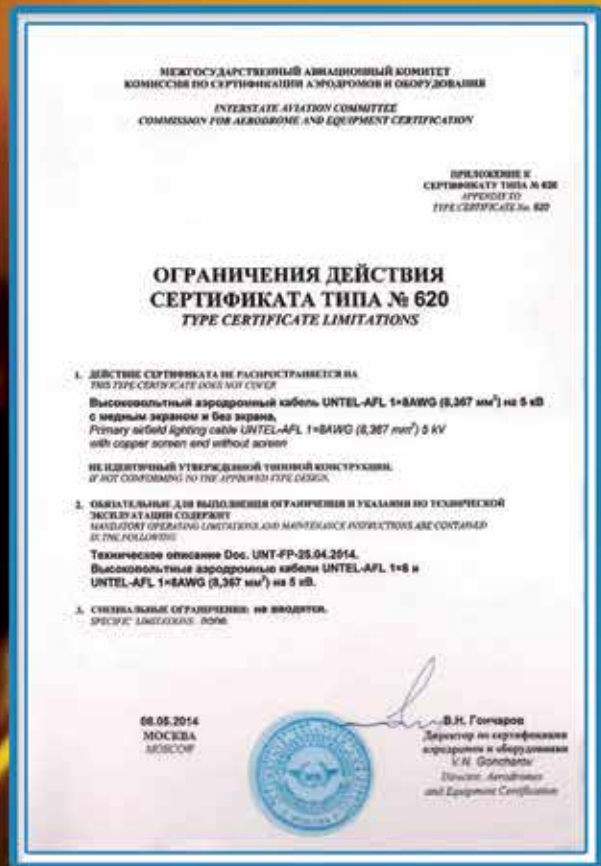 МЕЖГОСУДАРСТВЕННЫЙ АВИАЦИОННЫЙ КОМИТЕТ
КОМИССИЯ ПО СЕРТИФИКАЦИИ АЭРОДРОМОВ И ОБОРУДОВАНИЯ
INTERSTATE AVIATION COMMITTEE
COMMISSION FOR AERODROME AND EQUIPMENT CERTIFICATION
ПРИЛОЖЕНИЕ К
СЕРТИФИКАТУ ТИПА № 620
APPENDIX TO
TYPE CERTIFICATE No. 620
ОГРАНИЧЕНИЯ ДЕЙСТВИЯ
СЕРТИФИКАТА ТИПА № 620
TYPE CERTIFICATE LIMITATIONS
1. ДЕЙСТВИЕ СЕРТИФИКАТА НЕ РАСПРОСТРАНЯЕТСЯ НА
THIS TYPE CERTIFICATE DOES NOT COVER
Высоковольтный аэродромный кабель UNTEL-AFL 1×8AWG (8,367 мм²) на 5 кВ
с медным экраном и без экрана,
Primary airfield lighting cable UNTEL-AFL 1×8AWG (8,367 mm²) 5 kV
with copper screen and without screen
НЕ ИДЕНТИЧНЫЙ УТВЕРЖДЕННОЙ ТИПОВОЙ КОНСТРУКЦИИ.
IF NOT CONFORMING TO THE APPROVED TYPE DESIGN.
2. ОБЯЗАТЕЛЬНЫЕ ДЛЯ ВЫПОЛНЕНИЯ ОГРАНИЧЕНИЯ И УКАЗАНИЯ ПО ТЕХНИЧЕСКОЙ
ЭКСПЛУАТАЦИИ СОДЕРЖИТ
MANDATORY OPERATING LIMITATIONS AND MAINTENANCE INSTRUCTIONS ARE CONTAINED
IN THE FOLLOWING
Техническое описание Doc. UNT-FP-25.04.2014.
Высоковольтные аэродромные кабели UNTEL-AFL 1×6 и
UNTEL-AFL 1×8AWG (8,367 мм²) на 5 кВ.
3. СПЕЦИАЛЬНЫЕ ОГРАНИЧЕНИЯ: не вводятся.
SPECIFIC LIMITATIONS: none.
08.05.2014
МОСКВА
MOSCOW
В.Н. Гончаров
Директор по сертификации
аэродромов и оборудования
V.N. Goncharov
Director, Aerodromes
and Equipment Certification